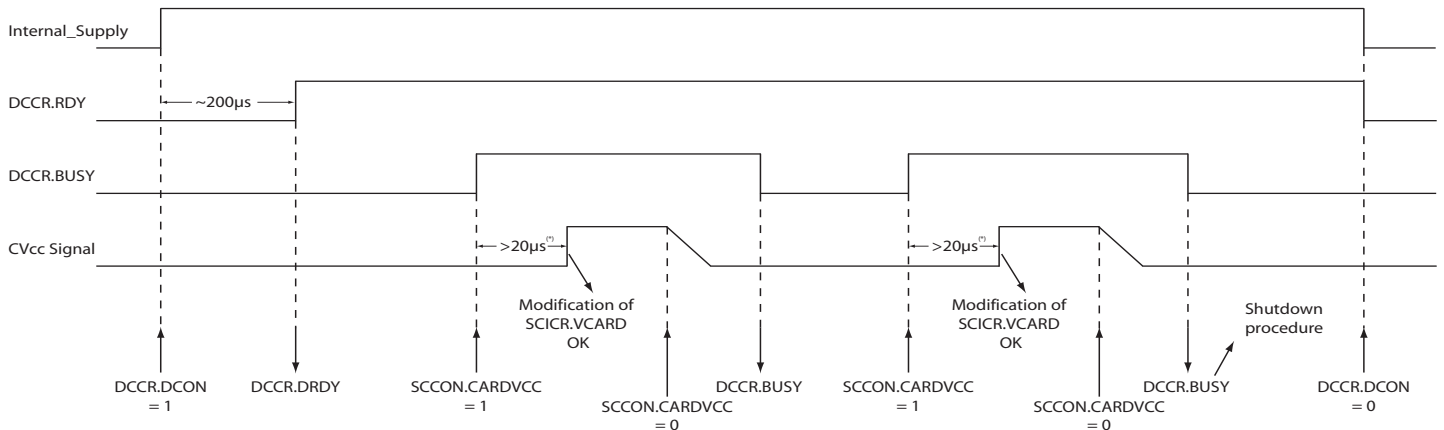 Internal_Supply
DCCR.RDY
~200µs
DCCR.BUSY
CVcc Signal
>20µs(*)
>20µs(*)
Modification of
SCICR.VCARD
OK
Modification of
SCICR.VCARD
OK
Shutdown
procedure
DCCR.DCON
= 1
DCCR.DRDY
SCCON.CARDVCC
= 1
SCCON.CARDVCC
= 0
DCCR.BUSY
SCCON.CARDVCC
= 1
SCCON.CARDVCC
= 0
DCCR.BUSY
DCCR.DCON
= 0